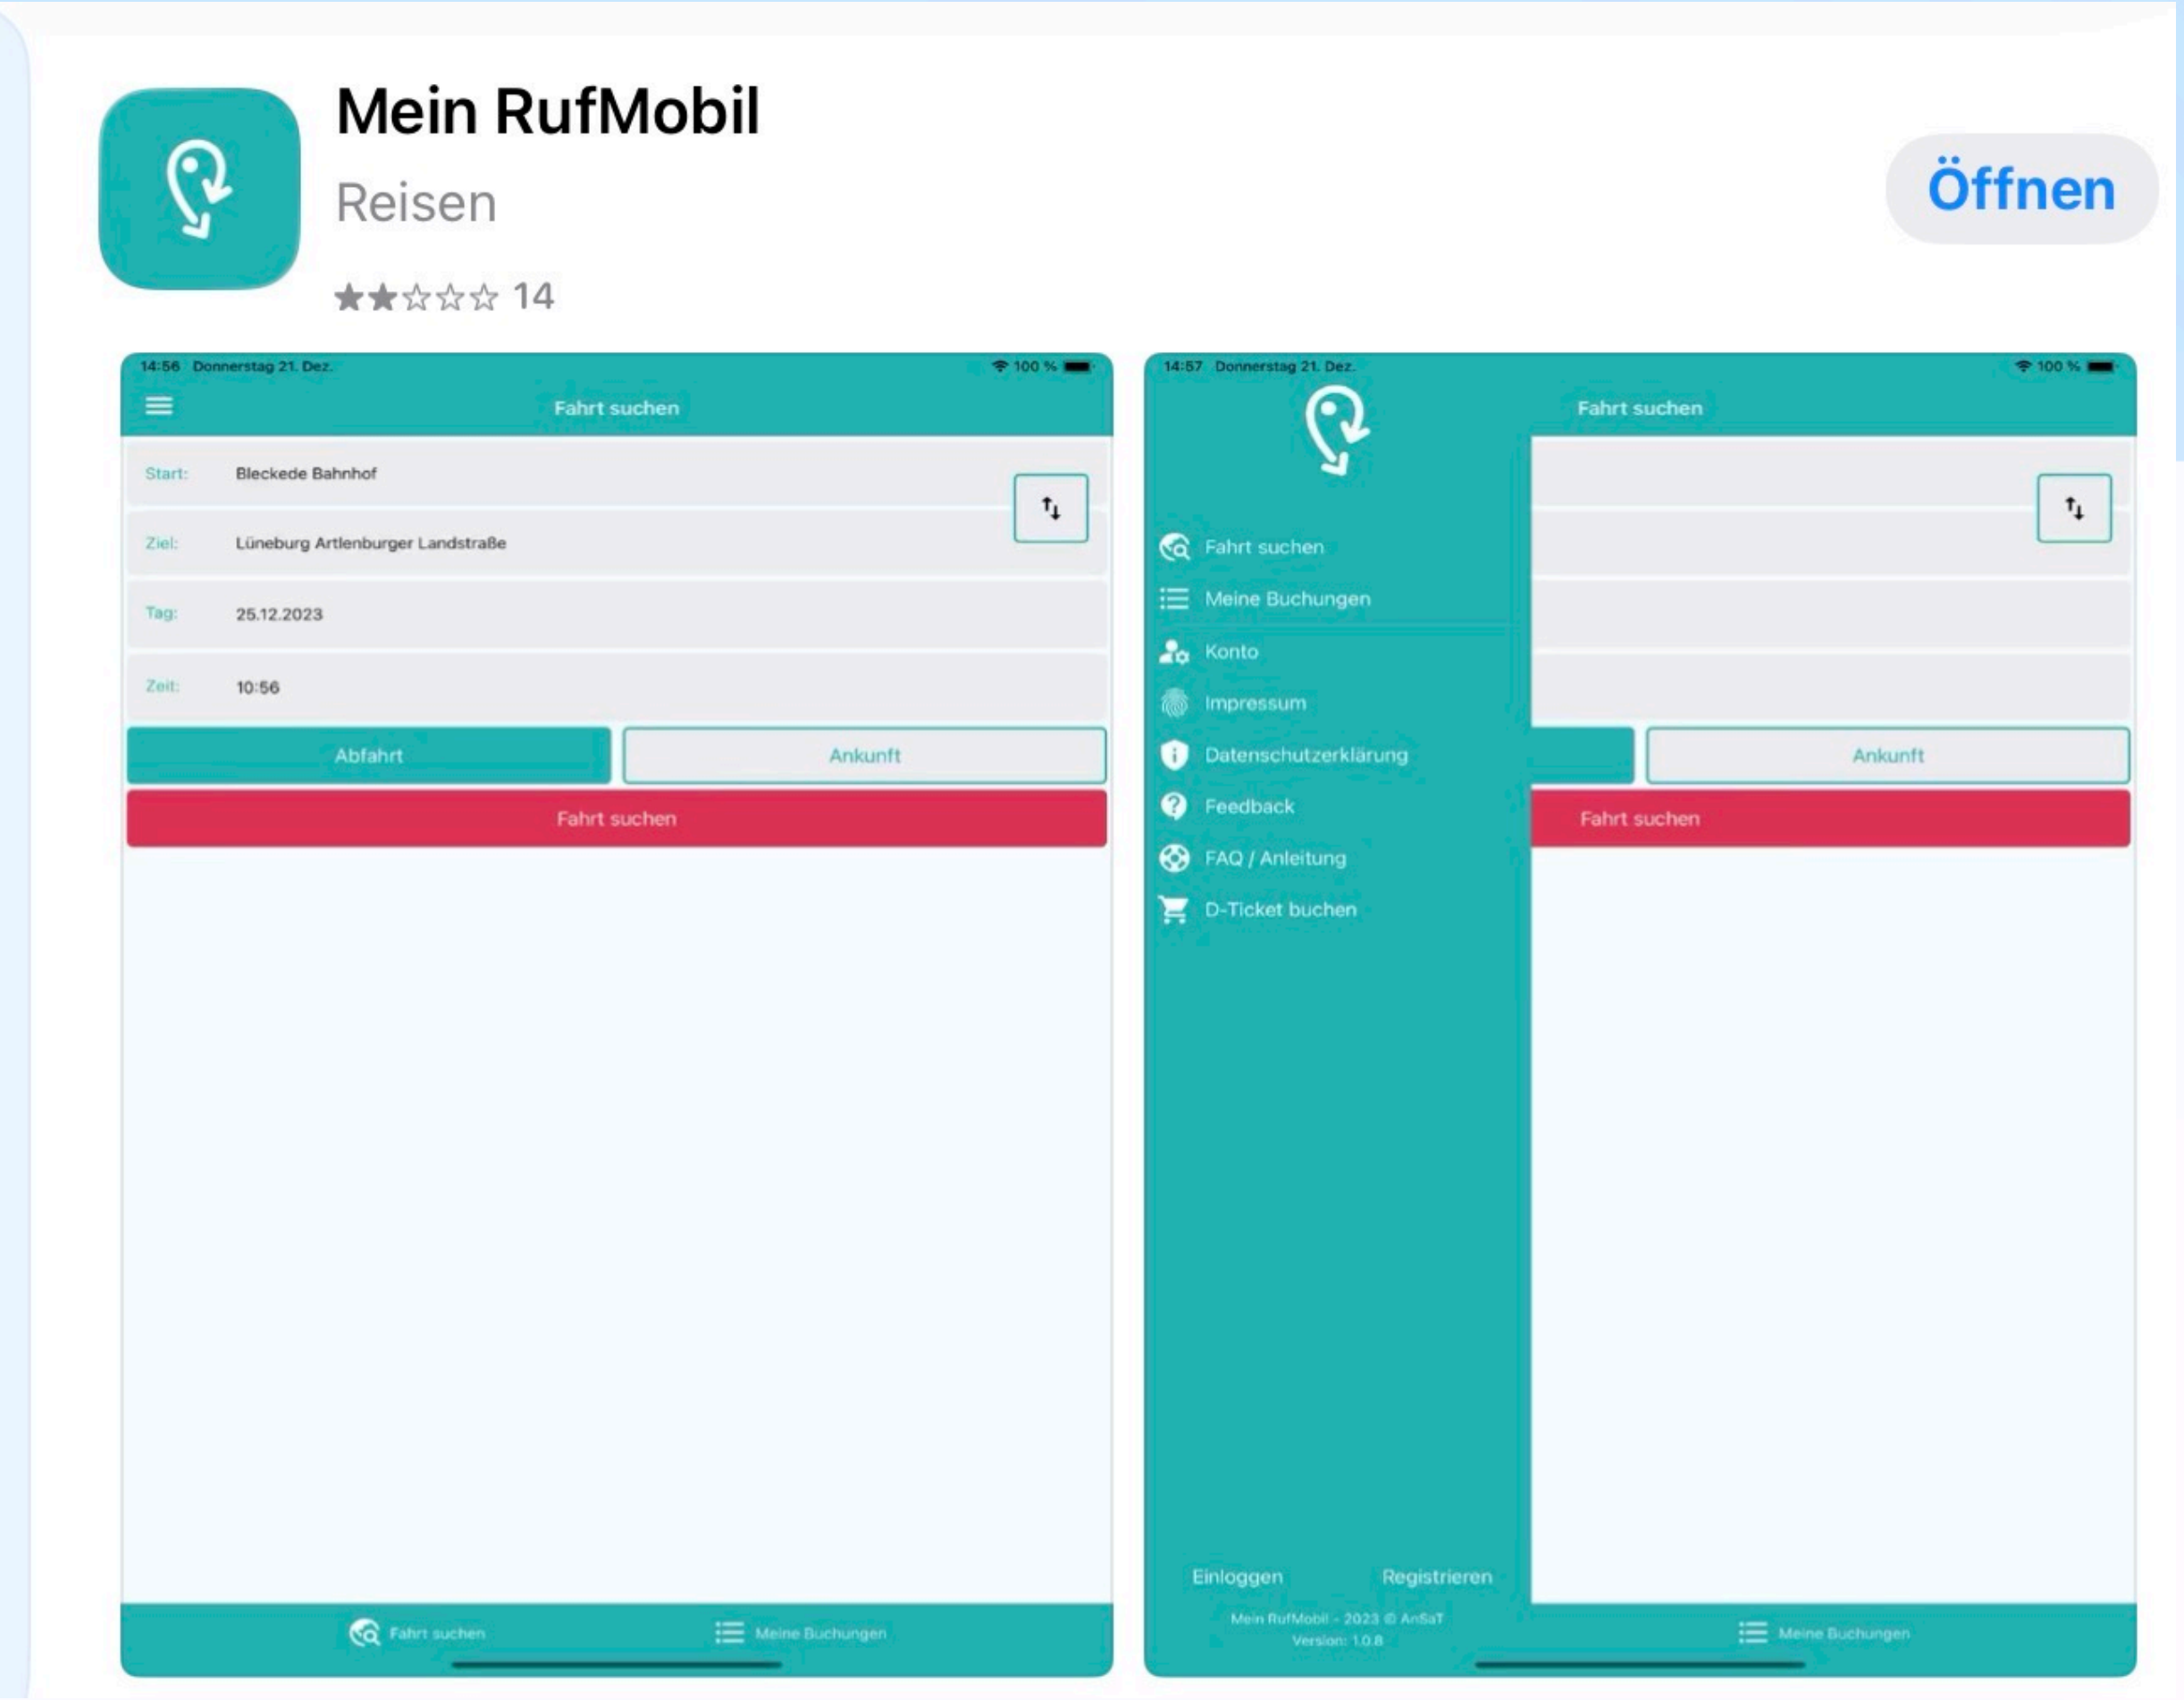 Mein RufMobil
Reisen
14
Öffnen
14:56 Donnerstag 21. Dez.
100 %
Fahrt suchen
Start: Bleckede Bahnhof
Ziel: Lüneburg Artlenburger Landstraße
Tag: 25.12.2023
Zeit: 10:56
Abfahrt Ankunft
Fahrt suchen
Fahrt suchen Meine Buchungen
14:57 Donnerstag 21. Dez.
100 %
Fahrt suchen
Fahrt suchen
Meine Buchungen
Konto
Impressum
Datenschutzerklärung
Feedback
FAQ / Anleitung
D-Ticket buchen
Ankunft
Fahrt suchen
Einloggen Registrieren
Mein RufMobil - 2023 © AnSaT
Version: 1.0.8
Meine Buchungen